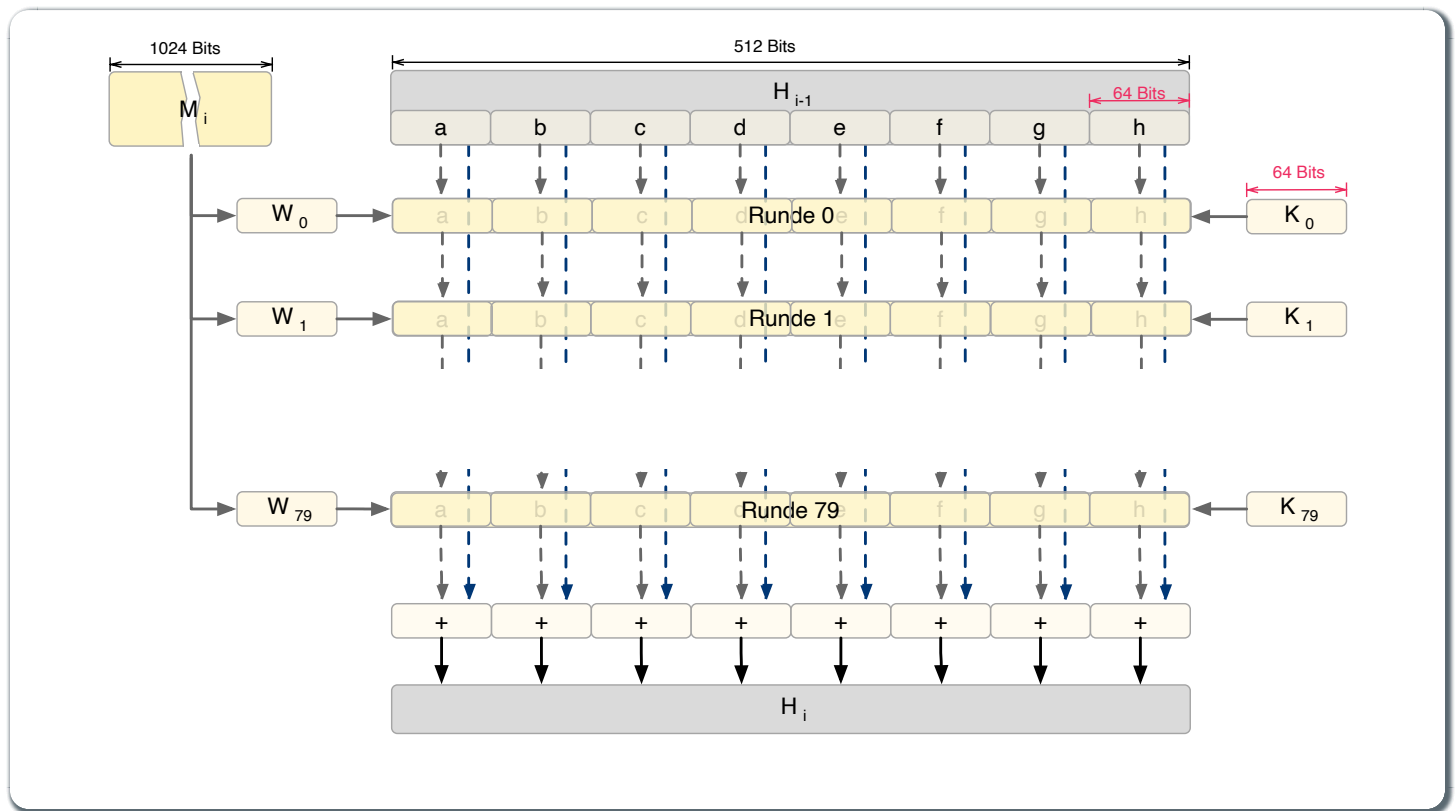 1024 Bits
512 Bits
M i
H i-1
64 Bits
a b c d e f g h
64 Bits
W 0
a b c d e f g h
Runde 0
K 0
W 1
a b c d e f g h
Runde 1
K 1
W 79
a b c d e f g h
Runde 79
K 79
+ + + + + + + +
H i